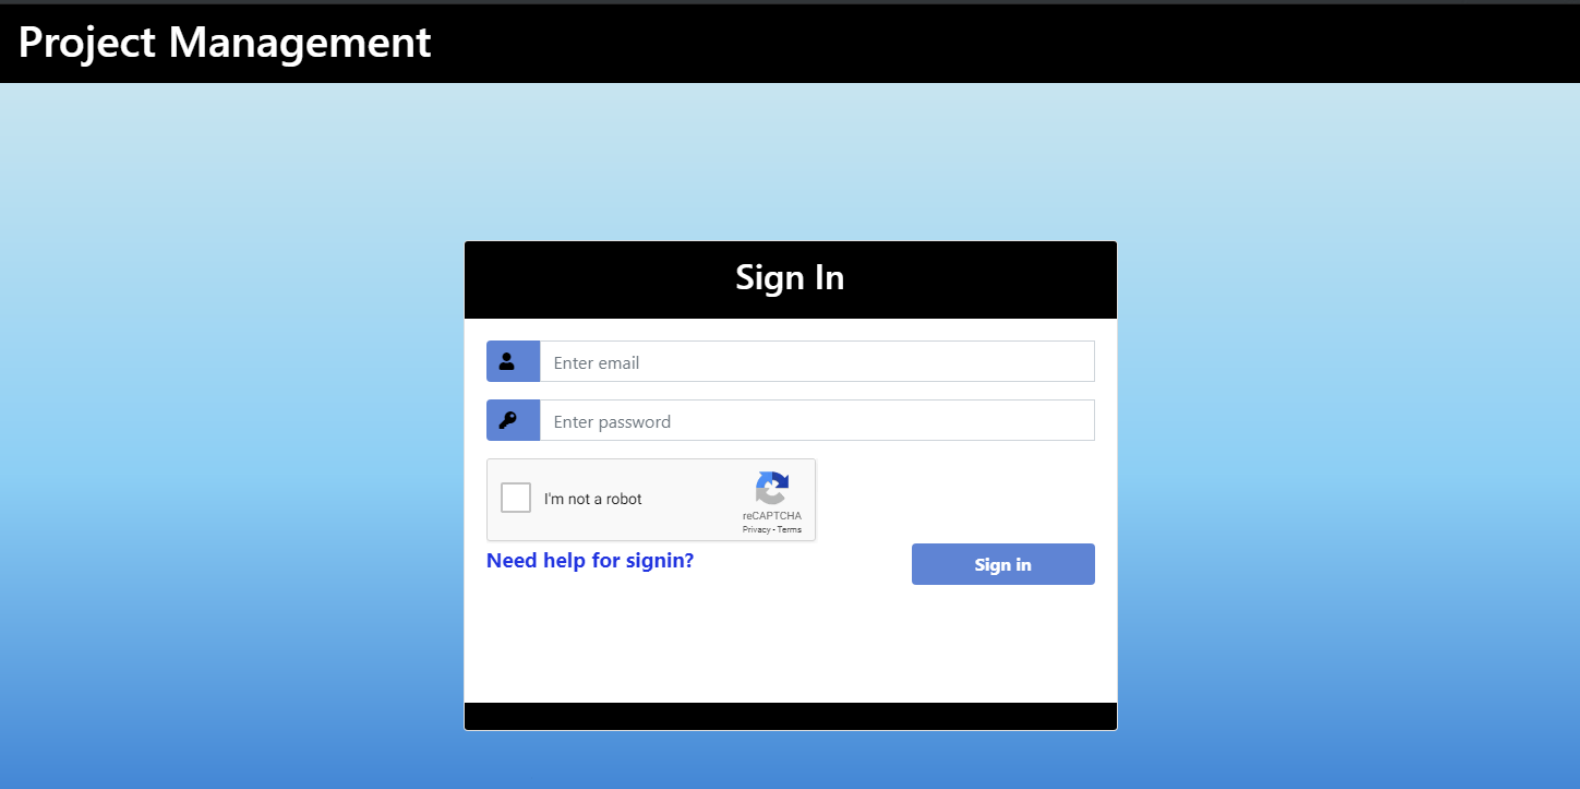 Project Management
Sign In
Enter email
Enter password
I'm not a robot
reCAPTCHA
Privacy - Terms
Need help for signin?
Sign in